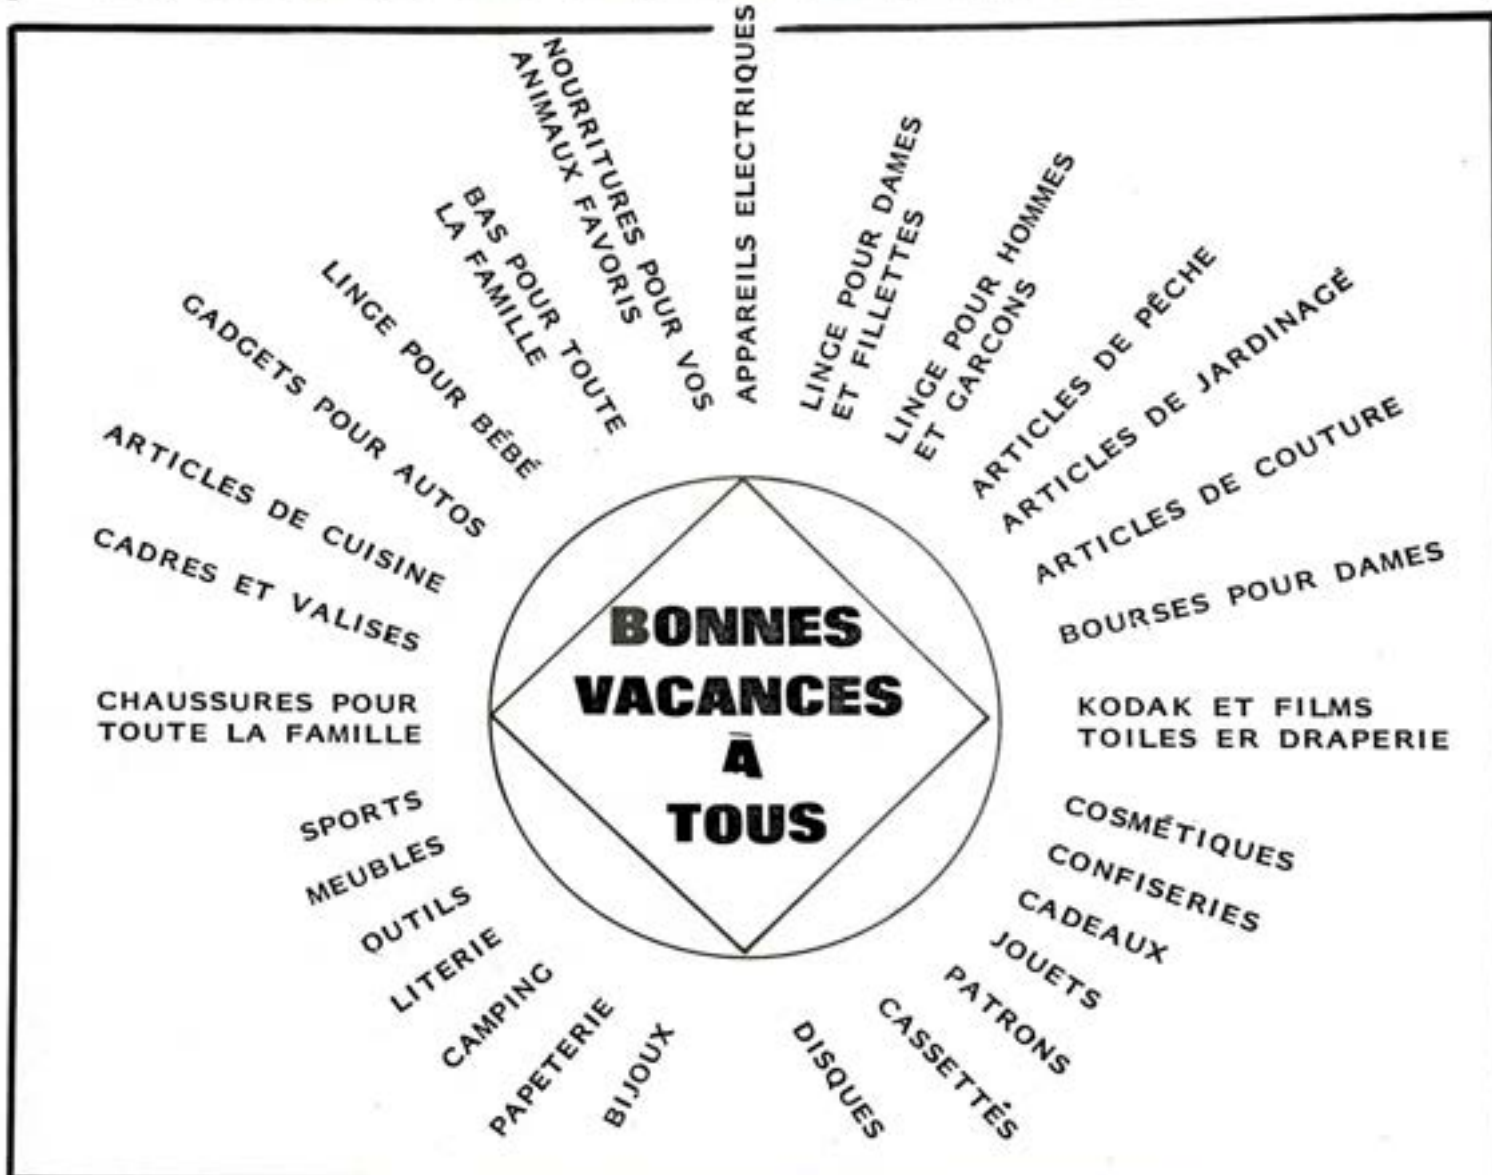 APPAREILS ELECTRIQUES
LINGE POUR DAMES
ET FILLETTES
LINGE POUR HOMMES
ET GARCONS
ARTICLES DE PÊCHE
ARTICLES DE JARDINAGÉ
ARTICLES DE COUTURE
BOURSES POUR DAMES
KODAK ET FILMS
TOILES ER DRAPERIE
COSMÉTIQUES
CONFISERIES
CADEAUX
JOUETS
PATRONS
CASSETTÉS
DISQUES
BIJOUX
PAPETERIE
CAMPING
LITERIE
OUTILS
MEUBLES
SPORTS
CHAUSSURES POUR
TOUTE LA FAMILLE
CADRES ET VALISES
ARTICLES DE CUISINE
GADGETS POUR AUTOS
LINGE POUR BÉBÉ
BAS POUR TOUTE
LA FAMILLE
NOURRITURES POUR VOS
ANIMAUX FAVORIS
BONNES
VACANCES
À
TOUS